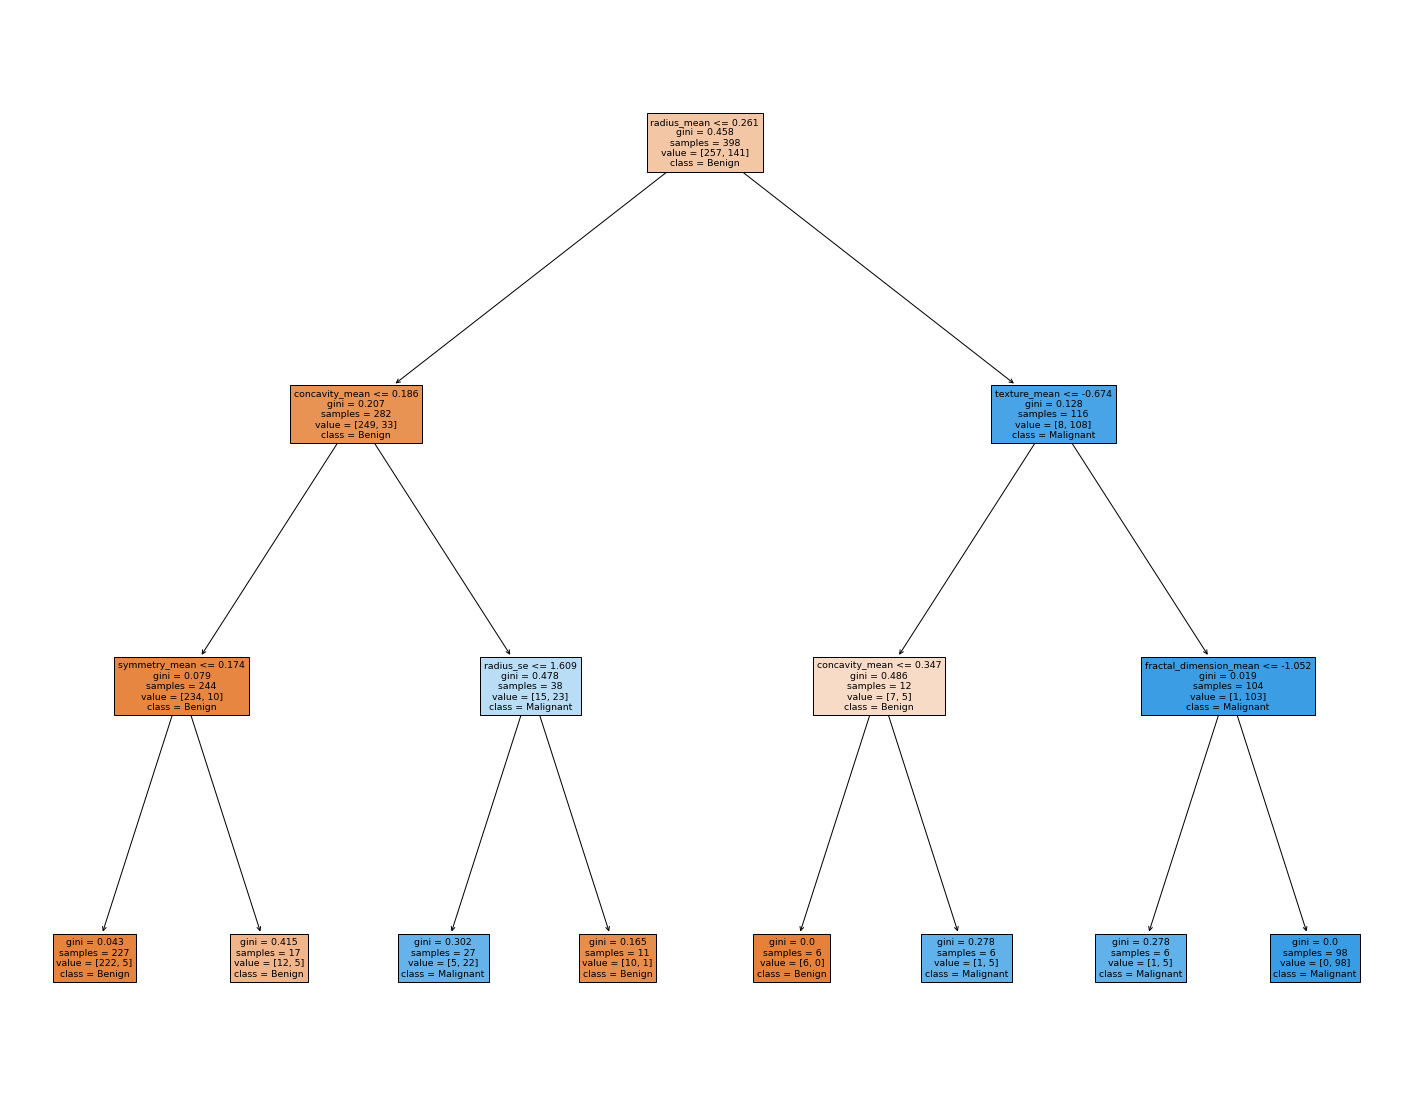 radius_mean <= 0.261
gini = 0.458
samples = 398
value = [257, 141]
class = Benign
concavity_mean <= 0.186
gini = 0.207
samples = 282
value = [249, 33]
class = Benign
texture_mean <= -0.674
gini = 0.128
samples = 116
value = [8, 108]
class = Malignant
symmetry_mean <= 0.174
gini = 0.079
samples = 244
value = [234, 10]
class = Benign
radius_se <= 1.609
gini = 0.478
samples = 38
value = [15, 23]
class = Malignant
concavity_mean <= 0.347
gini = 0.486
samples = 12
value = [7, 5]
class = Benign
fractal_dimension_mean <= -1.052
gini = 0.019
samples = 104
value = [1, 103]
class = Malignant
gini = 0.043
samples = 227
value = [222, 5]
class = Benign
gini = 0.415
samples = 17
value = [12, 5]
class = Benign
gini = 0.302
samples = 27
value = [5, 22]
class = Malignant
gini = 0.165
samples = 11
value = [10, 1]
class = Benign
gini = 0.0
samples = 6
value = [6, 0]
class = Benign
gini = 0.278
samples = 6
value = [1, 5]
class = Malignant
gini = 0.278
samples = 6
value = [1, 5]
class = Malignant
gini = 0.0
samples = 98
value = [0, 98]
class = Malignant